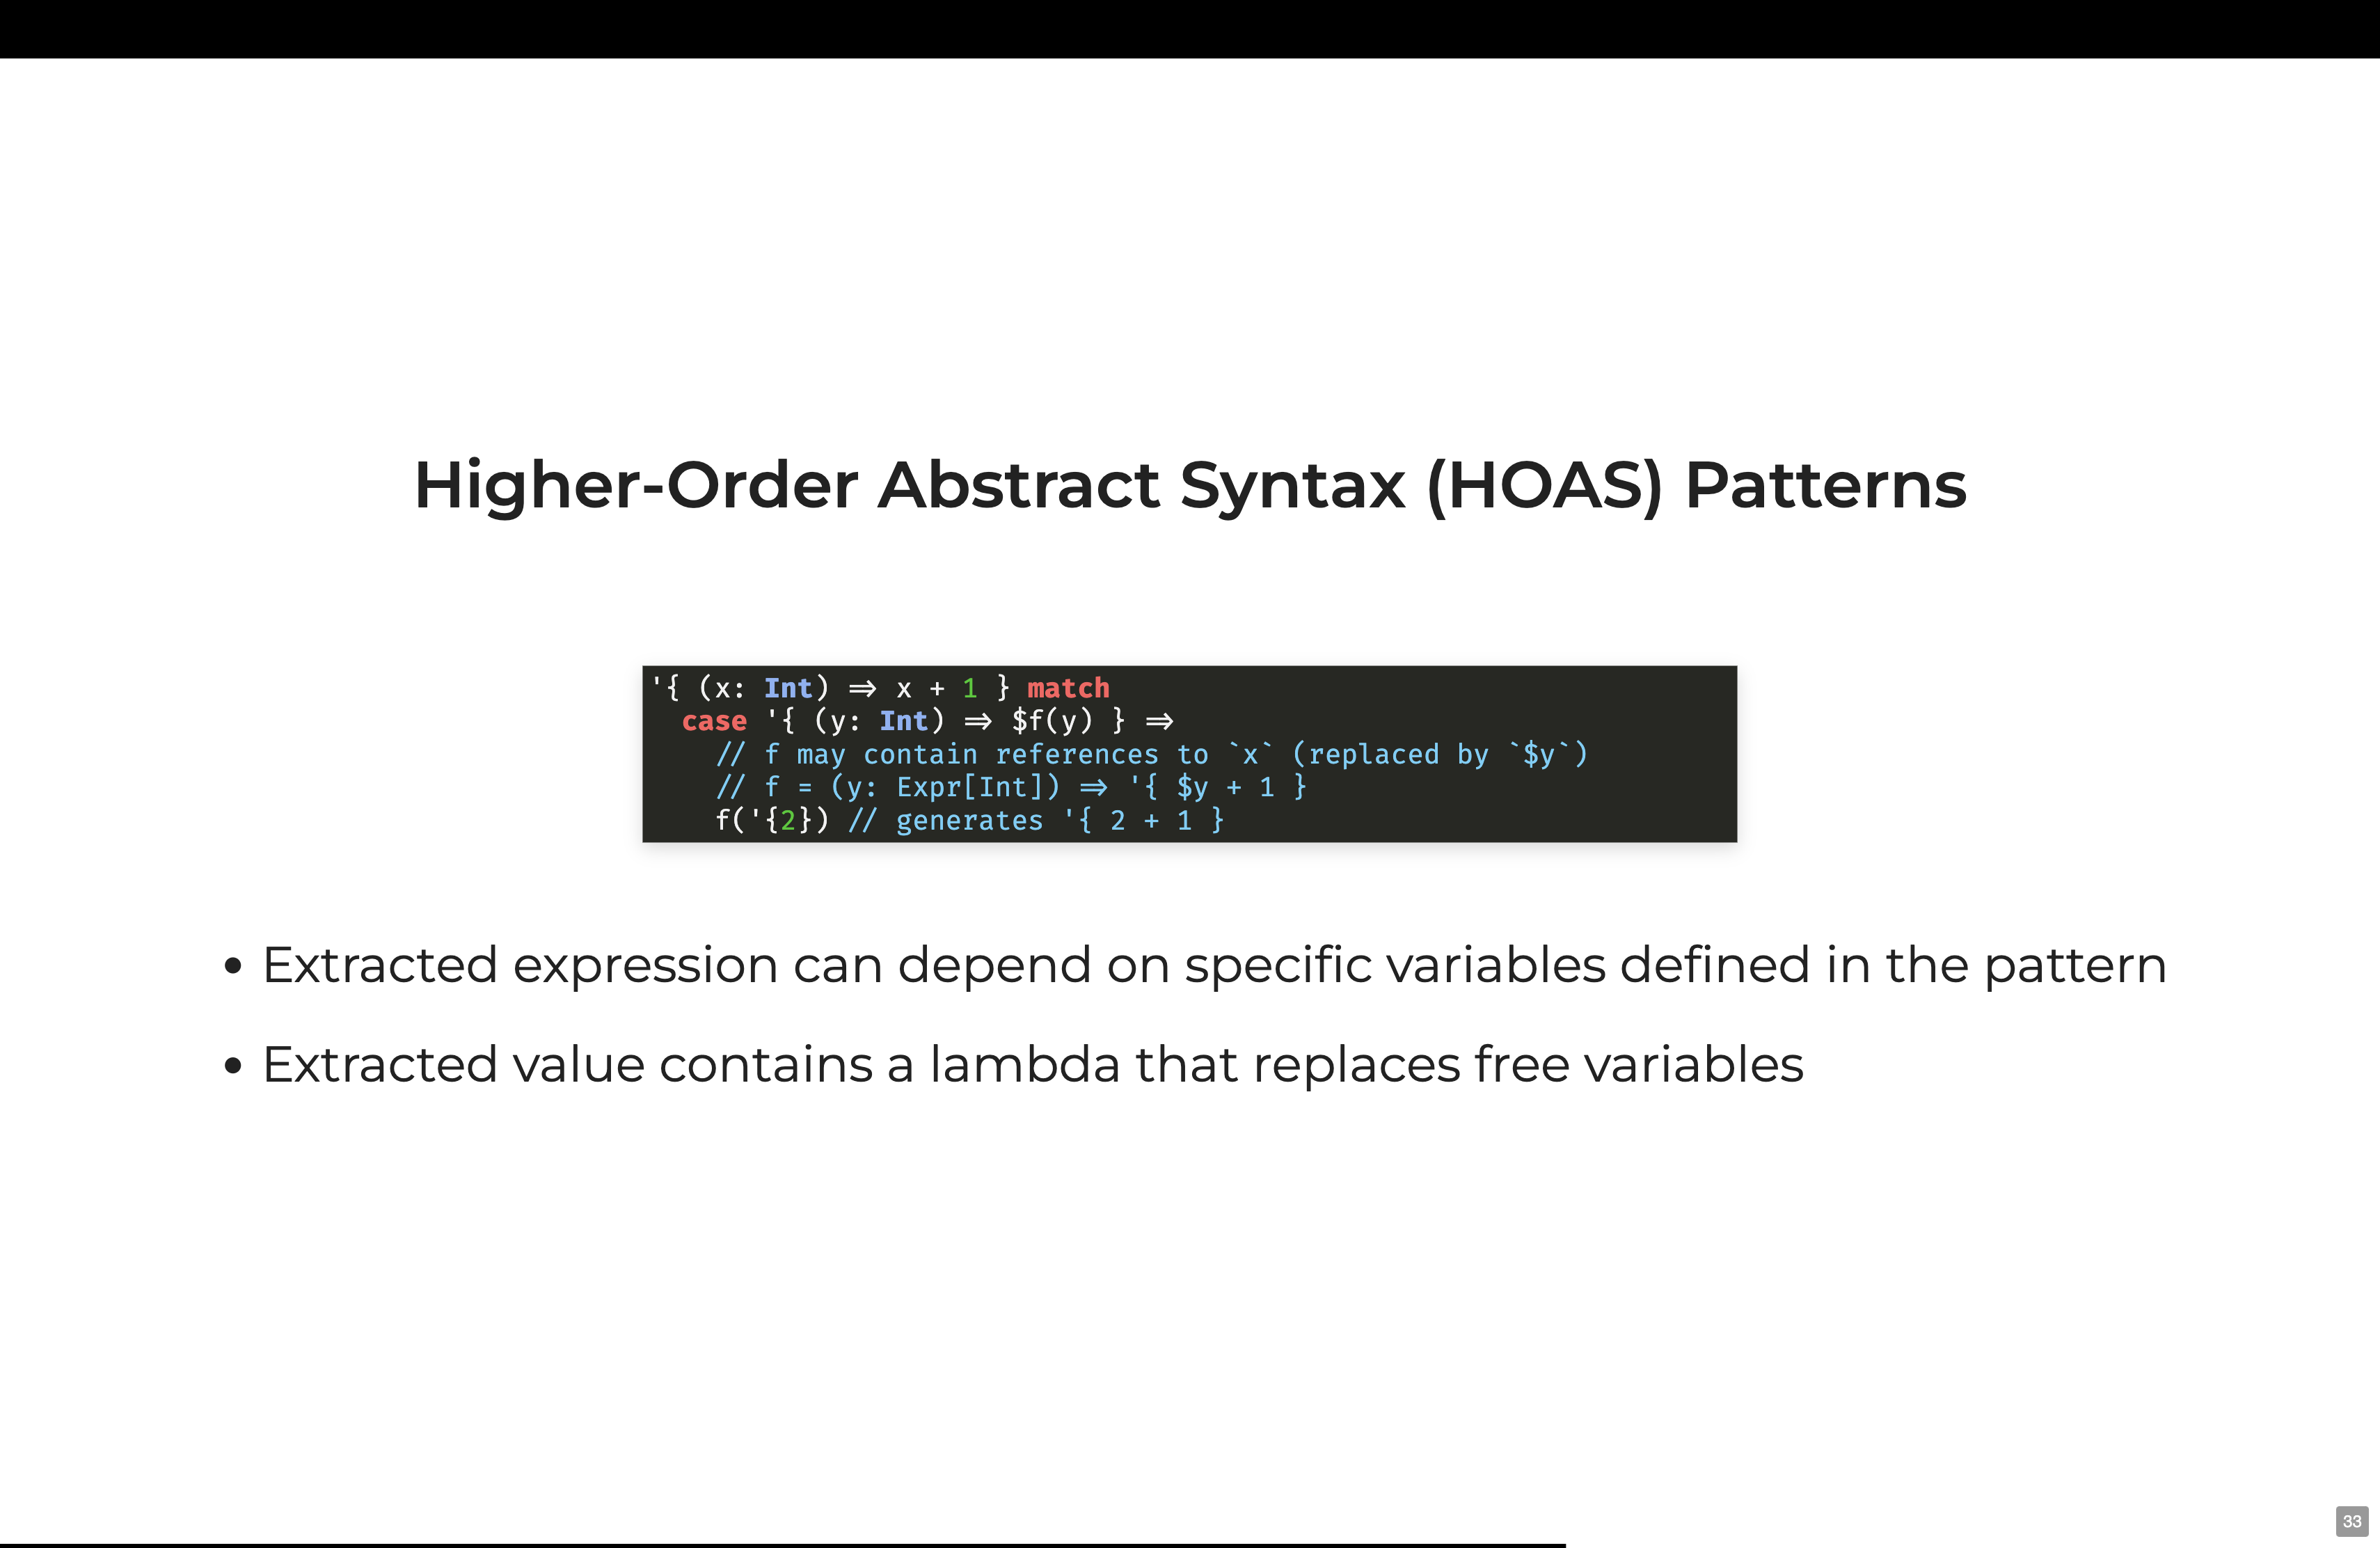 Higher-Order Abstract Syntax (HOAS) Patterns
'{ (x: Int) => x + 1 } match
case '{ (y: Int) => $f(y) } =>
// f may contain references to `x` (replaced by `$y`)
// f = (y: Expr[Int]) => '{ $y + 1 }
f('{2}) // generates '{ 2 + 1 }
• Extracted expression can depend on specific variables defined in the pattern
• Extracted value contains a lambda that replaces free variables
33